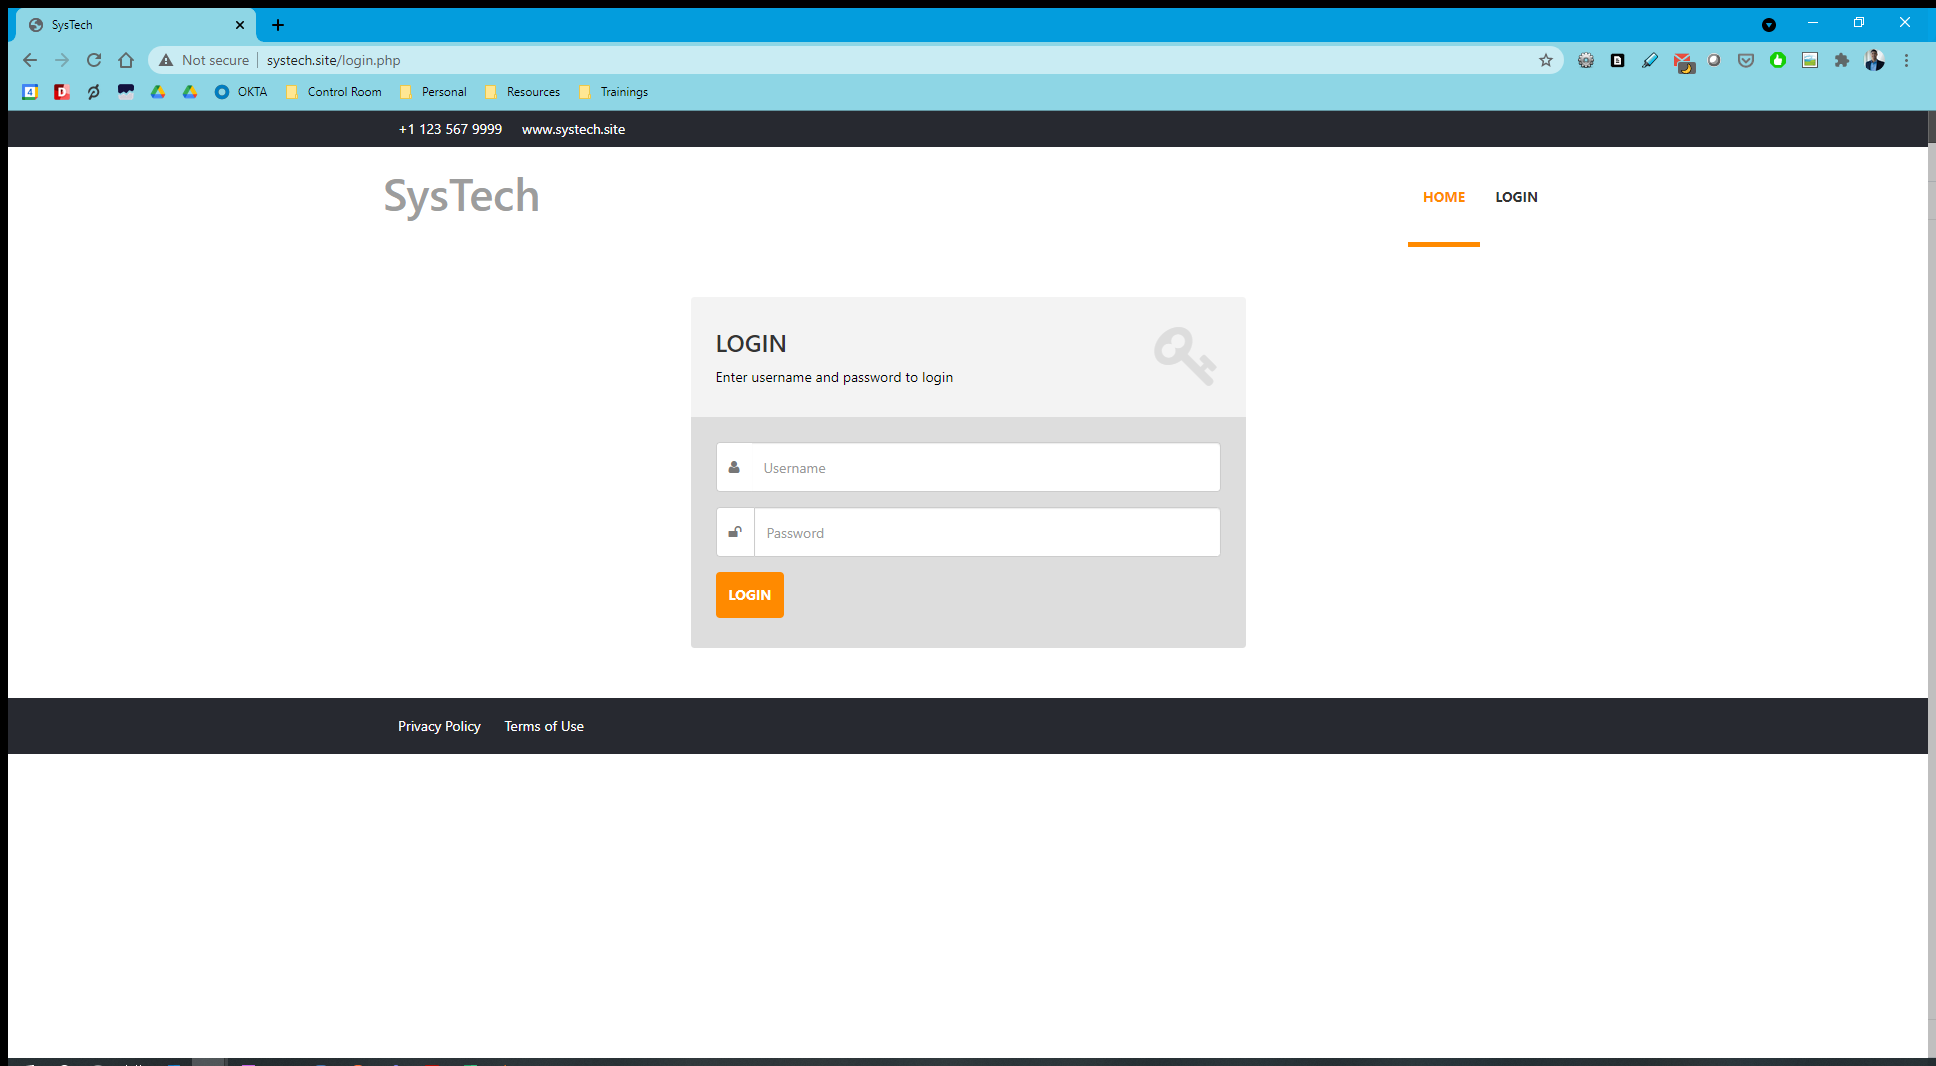 SysTech
Not secure | systech.site/login.php
4 D OKTA Control Room Personal Resources Trainings
+1 123 567 9999 www.systech.site
SysTech
HOME LOGIN
LOGIN
Enter username and password to login
Username
Password
LOGIN
Privacy Policy Terms of Use